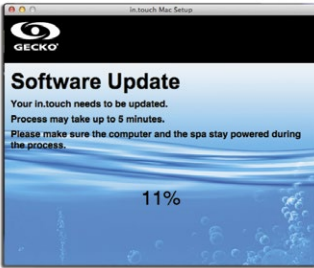 in.touch Mac Setup
GECKO
Software Update
Your in.touch needs to be updated.
Process may take up to 5 minutes.
Please make sure the computer and the spa stay powered during
the process.
11%